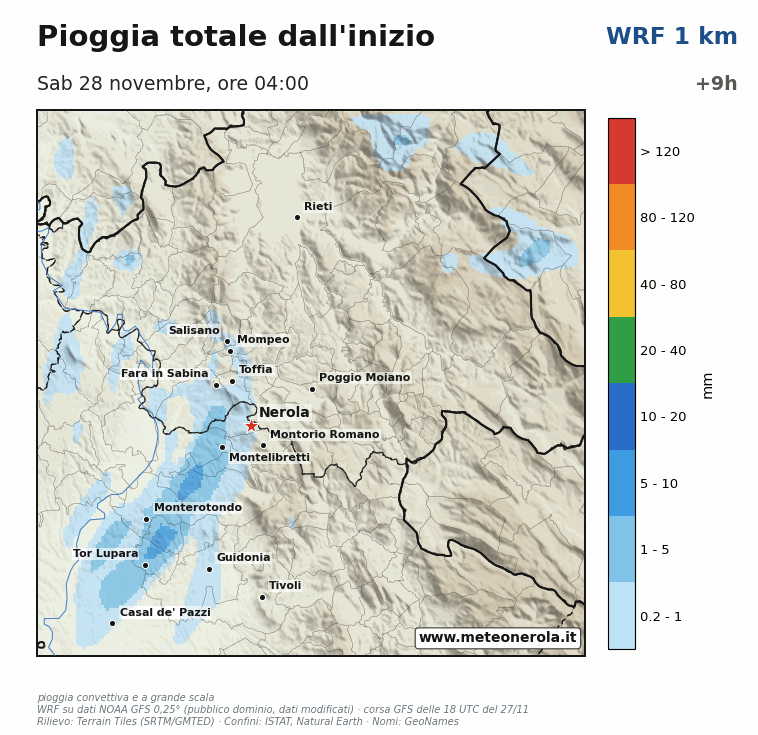 Pioggia totale dall'inizio
WRF 1 km
Sab 28 novembre, ore 04:00
+9h
Rieti
Salisano
Mompeo
Fara in Sabina
Toffia
Poggio Moiano
Nerola
Montorio Romano
Montelibretti
Monterotondo
Tor Lupara
Guidonia
Tivoli
Casal de' Pazzi
www.meteonerola.it
> 120
80 - 120
40 - 80
20 - 40
10 - 20
5 - 10
1 - 5
0.2 - 1
mm
pioggia convettiva e a grande scala
WRF su dati NOAA GFS 0,25° (pubblico dominio, dati modificati) · corsa GFS delle 18 UTC del 27/11
Rilievo: Terrain Tiles (SRTM/GMTED) · Confini: ISTAT, Natural Earth · Nomi: GeoNames